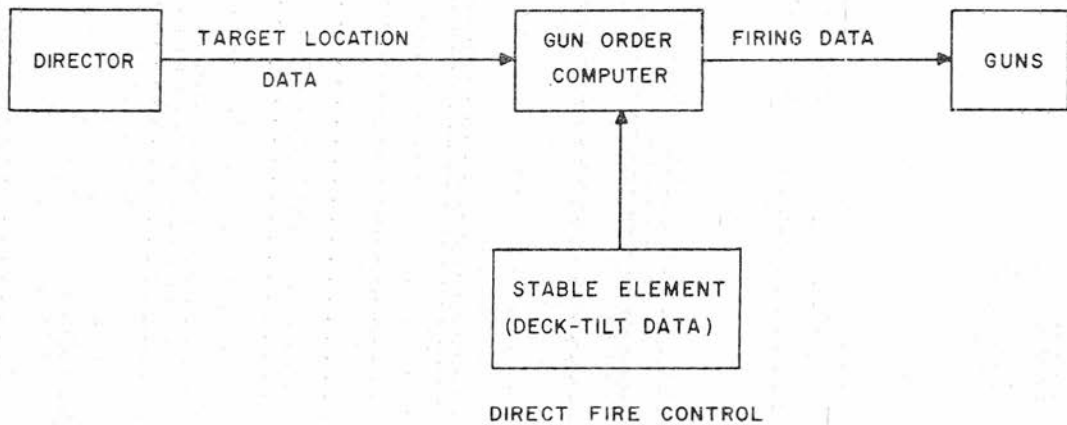 DIRECTOR
TARGET LOCATION
DATA
GUN ORDER
COMPUTER
FIRING DATA
GUNS
STABLE ELEMENT
(DECK-TILT DATA)
DIRECT FIRE CONTROL